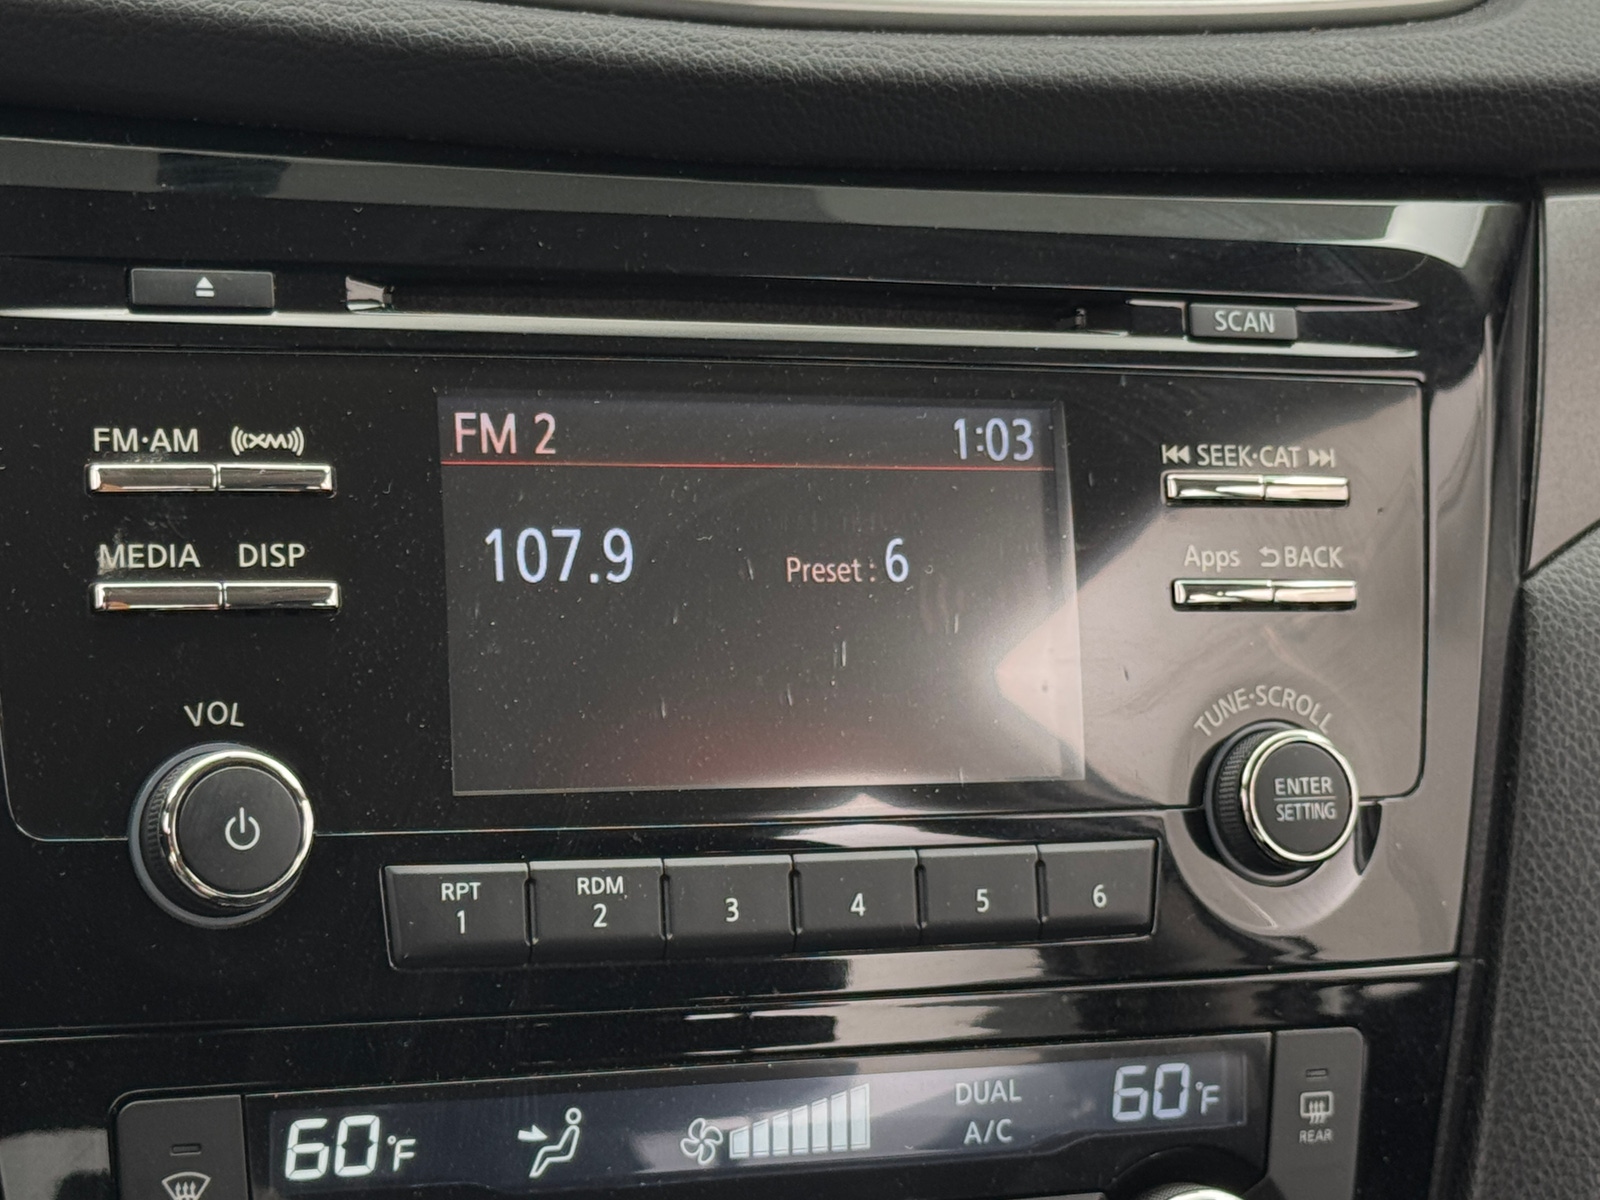 SCAN
FM·AM
XM
FM 2
1:03
SEEK·CAT
MEDIA
DISP
107.9
Preset : 6
Apps
BACK
VOL
TUNE·SCROLL
ENTER
SETTING
RPT
1
RDM
2
3
4
5
6
60°F
DUAL
A/C
60°F
REAR